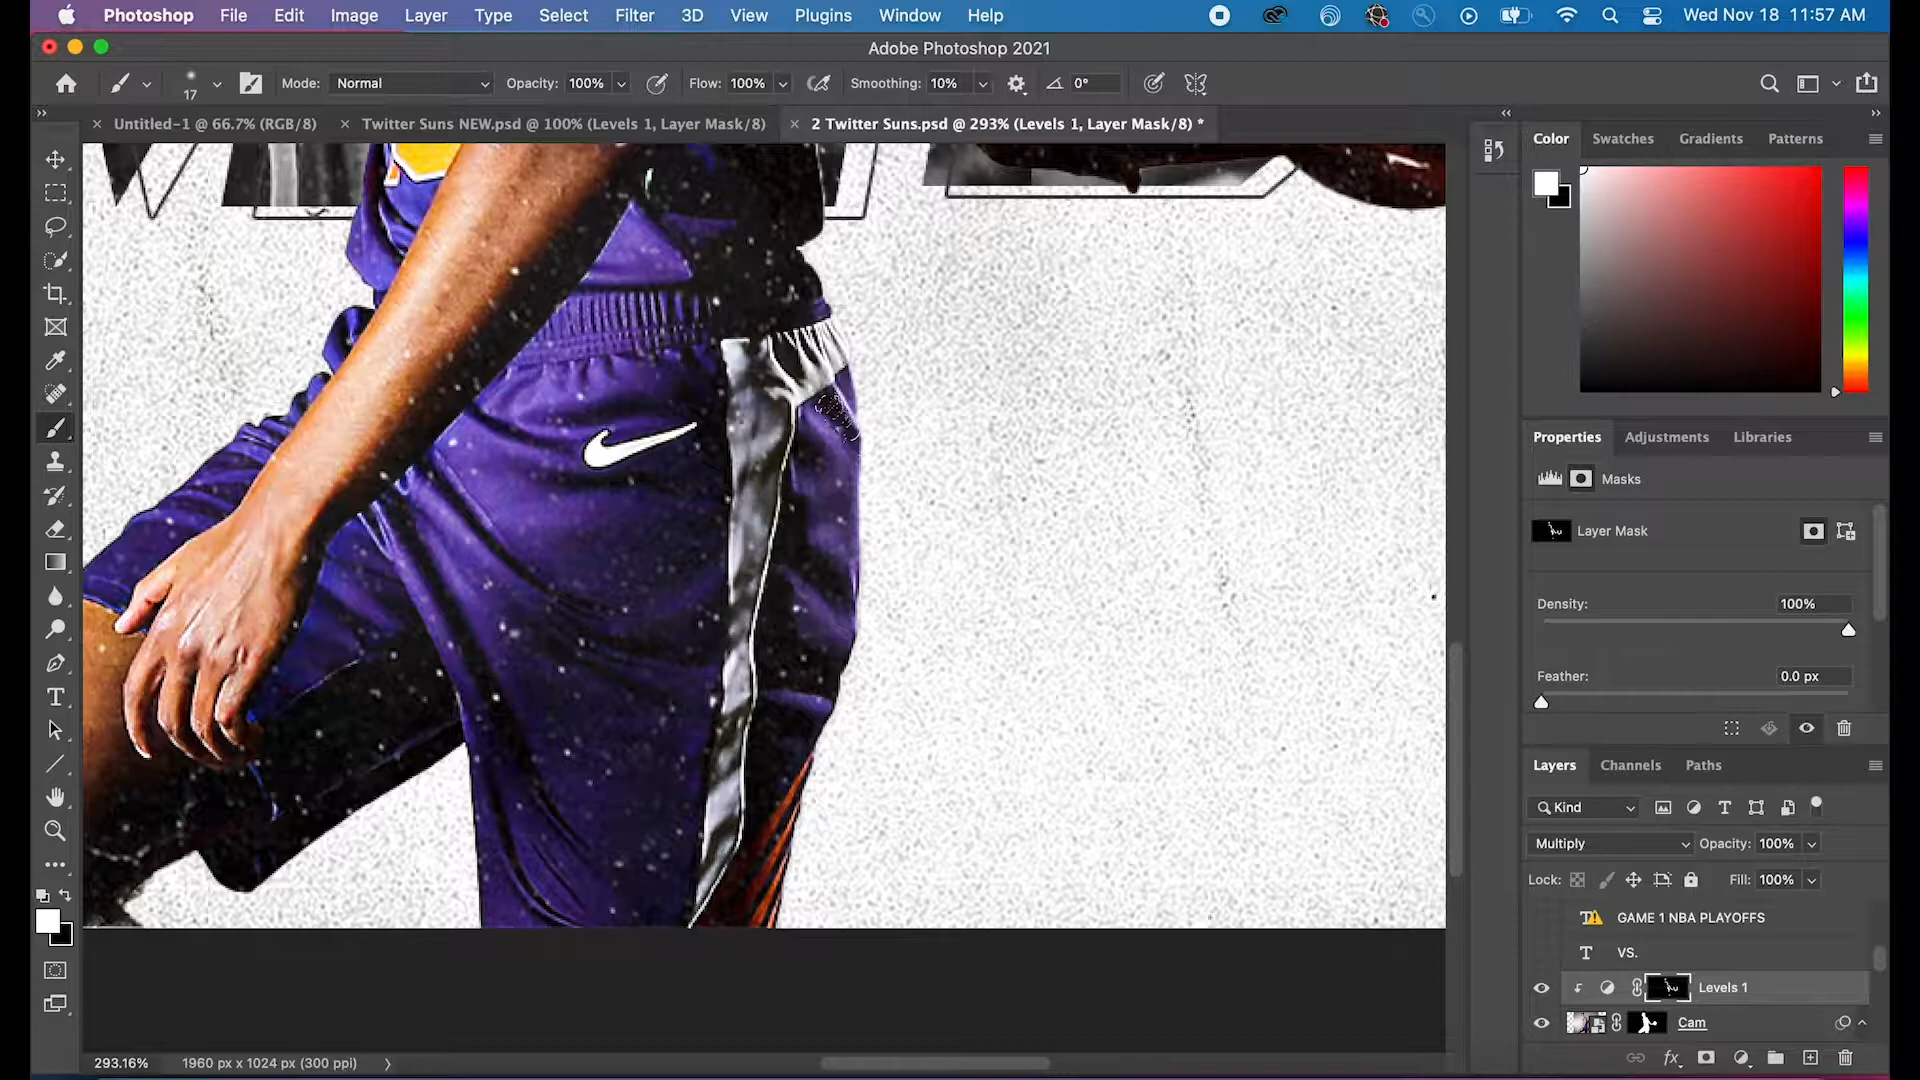 Photoshop File Edit Image Layer Type Select Filter 3D View Plugins Window Help Wed Nov 18 11:57 AM
Adobe Photoshop 2021
17 Mode: Normal Opacity: 100% Flow: 100% Smoothing: 10% 0°
Untitled-1 @ 66.7% (RGB/8) Twitter Suns NEW.psd @ 100% (Levels 1, Layer Mask/8) 2 Twitter Suns.psd @ 293% (Levels 1, Layer Mask/8) *
Color Swatches Gradients Patterns
Properties Adjustments Libraries
Masks
Layer Mask
Density: 100%
Feather: 0.0 px
Layers Channels Paths
Kind
Multiply Opacity: 100%
Lock: Fill: 100%
GAME 1 NBA PLAYOFFS
VS.
Levels 1
Cam
293.16% 1960 px x 1024 px (300 ppi)